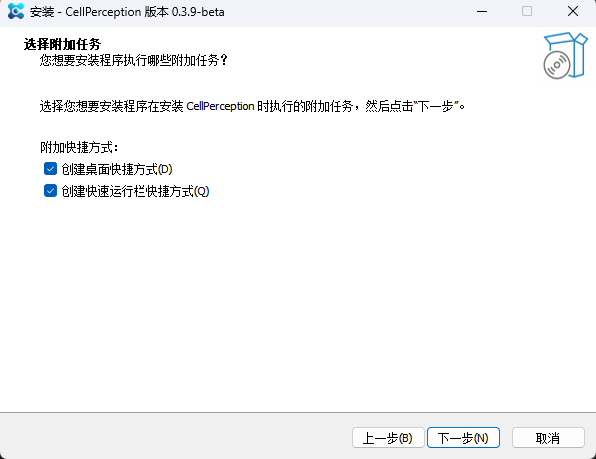 安装 - CellPerception 版本 0.3.9-beta
选择附加任务
您想要安装程序执行哪些附加任务？
选择您想要安装程序在安装 CellPerception 时执行的附加任务，然后点击“下一步”。
附加快捷方式：
创建桌面快捷方式(D)
创建快速运行栏快捷方式(Q)
上一步(B) 下一步(N) 取消